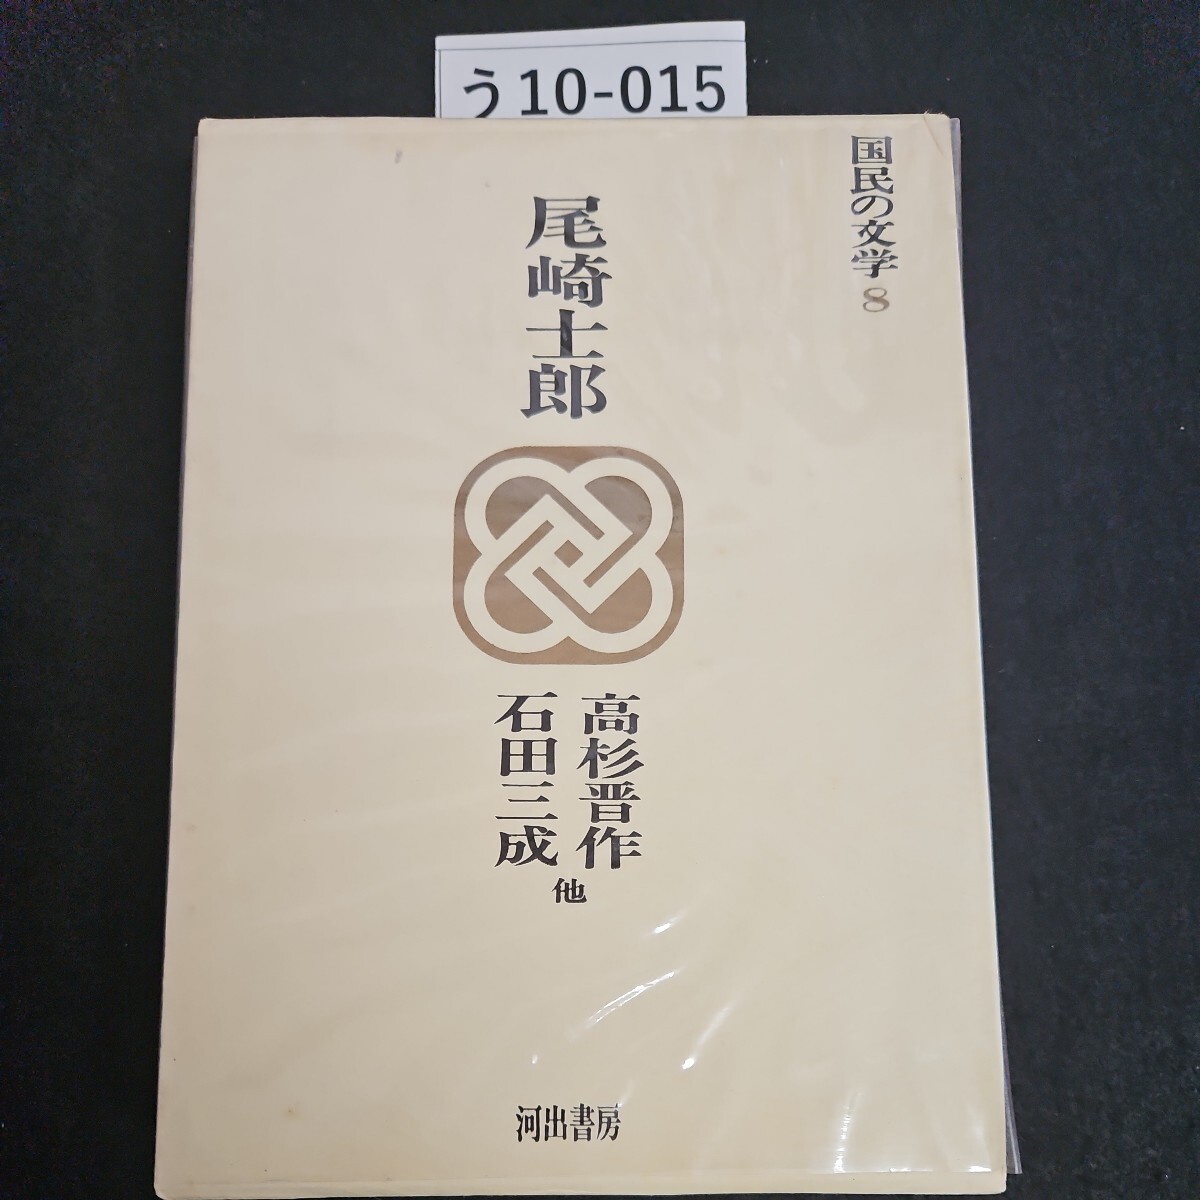 う10-015
国民の文学 8
尾崎士郎
高杉晋作
石田三成
他
河出書房